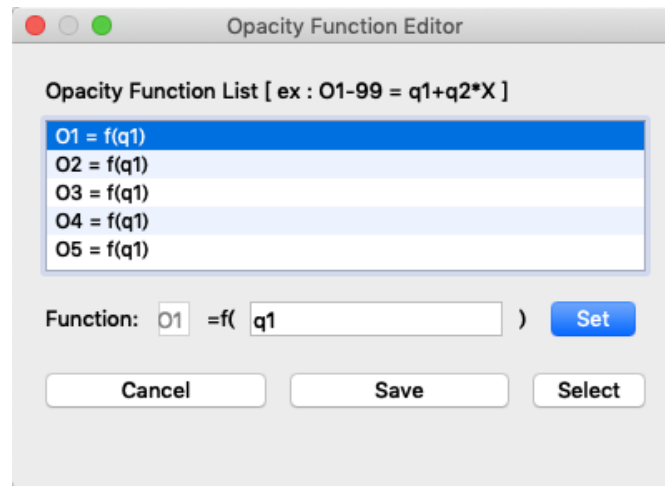 Opacity Function Editor
Opacity Function List [ ex : O1-99 = q1+q2*X ]
O1 = f(q1)
O2 = f(q1)
O3 = f(q1)
O4 = f(q1)
O5 = f(q1)
Function: O1 =f( q1 ) Set
Cancel Save Select